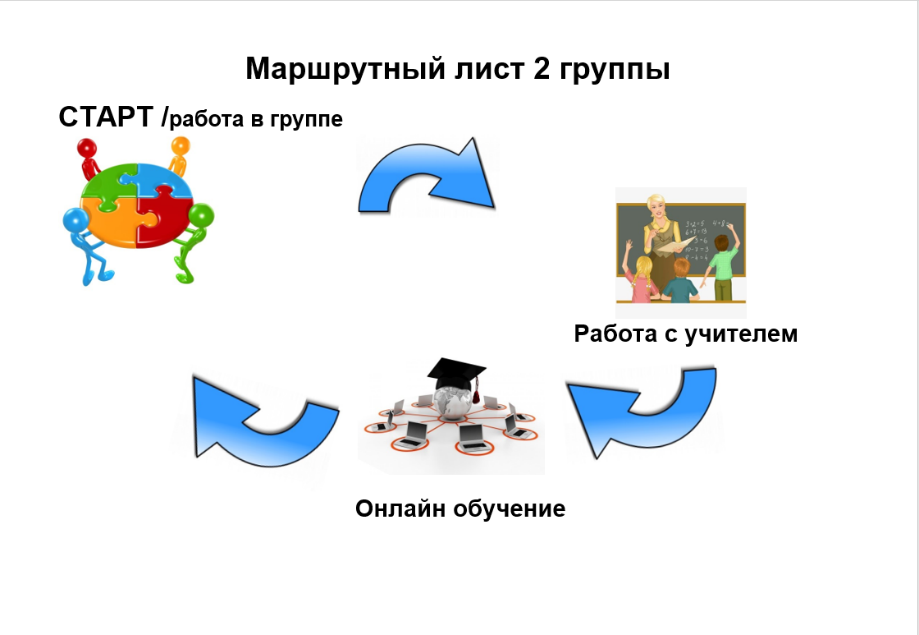 Маршрутный лист 2 группы
СТАРТ /работа в группе
Работа с учителем
Онлайн обучение